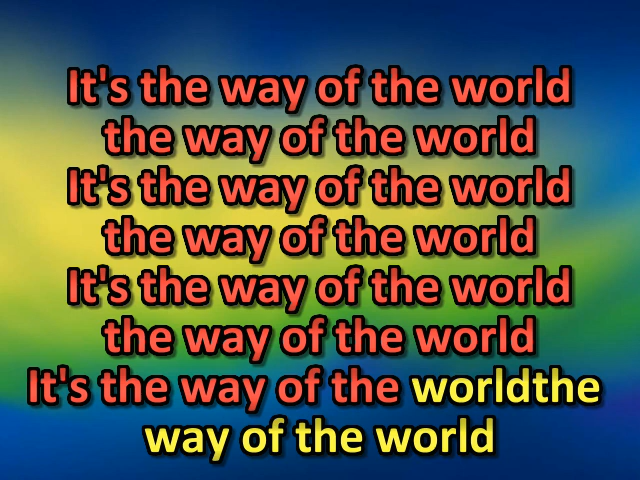 It's the way of the world
the way of the world
It's the way of the world
the way of the world
It's the way of the world
the way of the world
It's the way of the worldthe
way of the world